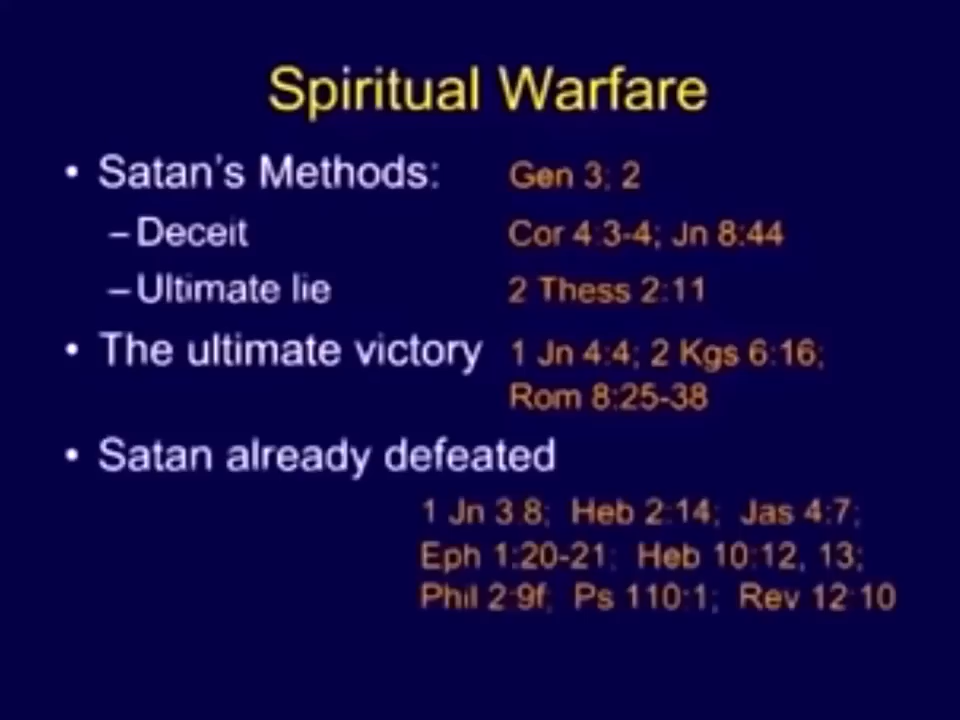 Spiritual Warfare
• Satan's Methods: Gen 3; 2
– Deceit Cor 4:3-4; Jn 8:44
– Ultimate lie 2 Thess 2:11
• The ultimate victory 1 Jn 4:4; 2 Kgs 6:16;
Rom 8:25-38
• Satan already defeated
1 Jn 3:8; Heb 2:14; Jas 4:7;
Eph 1:20-21; Heb 10:12, 13;
Phil 2:9f; Ps 110:1; Rev 12:10